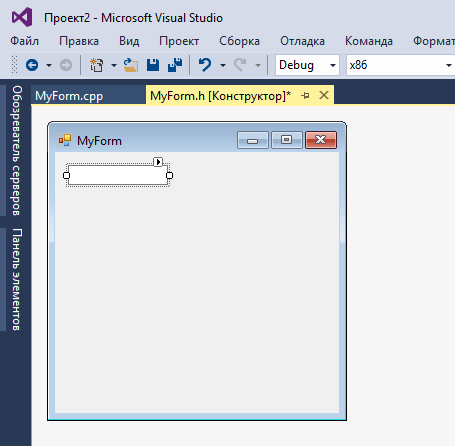 Проект2 - Microsoft Visual Studio
Файл Правка Вид Проект Сборка Отладка Команда Формат
Debug x86
MyForm.cpp MyForm.h [Конструктор]*
Обозреватель серверов
Панель элементов
MyForm